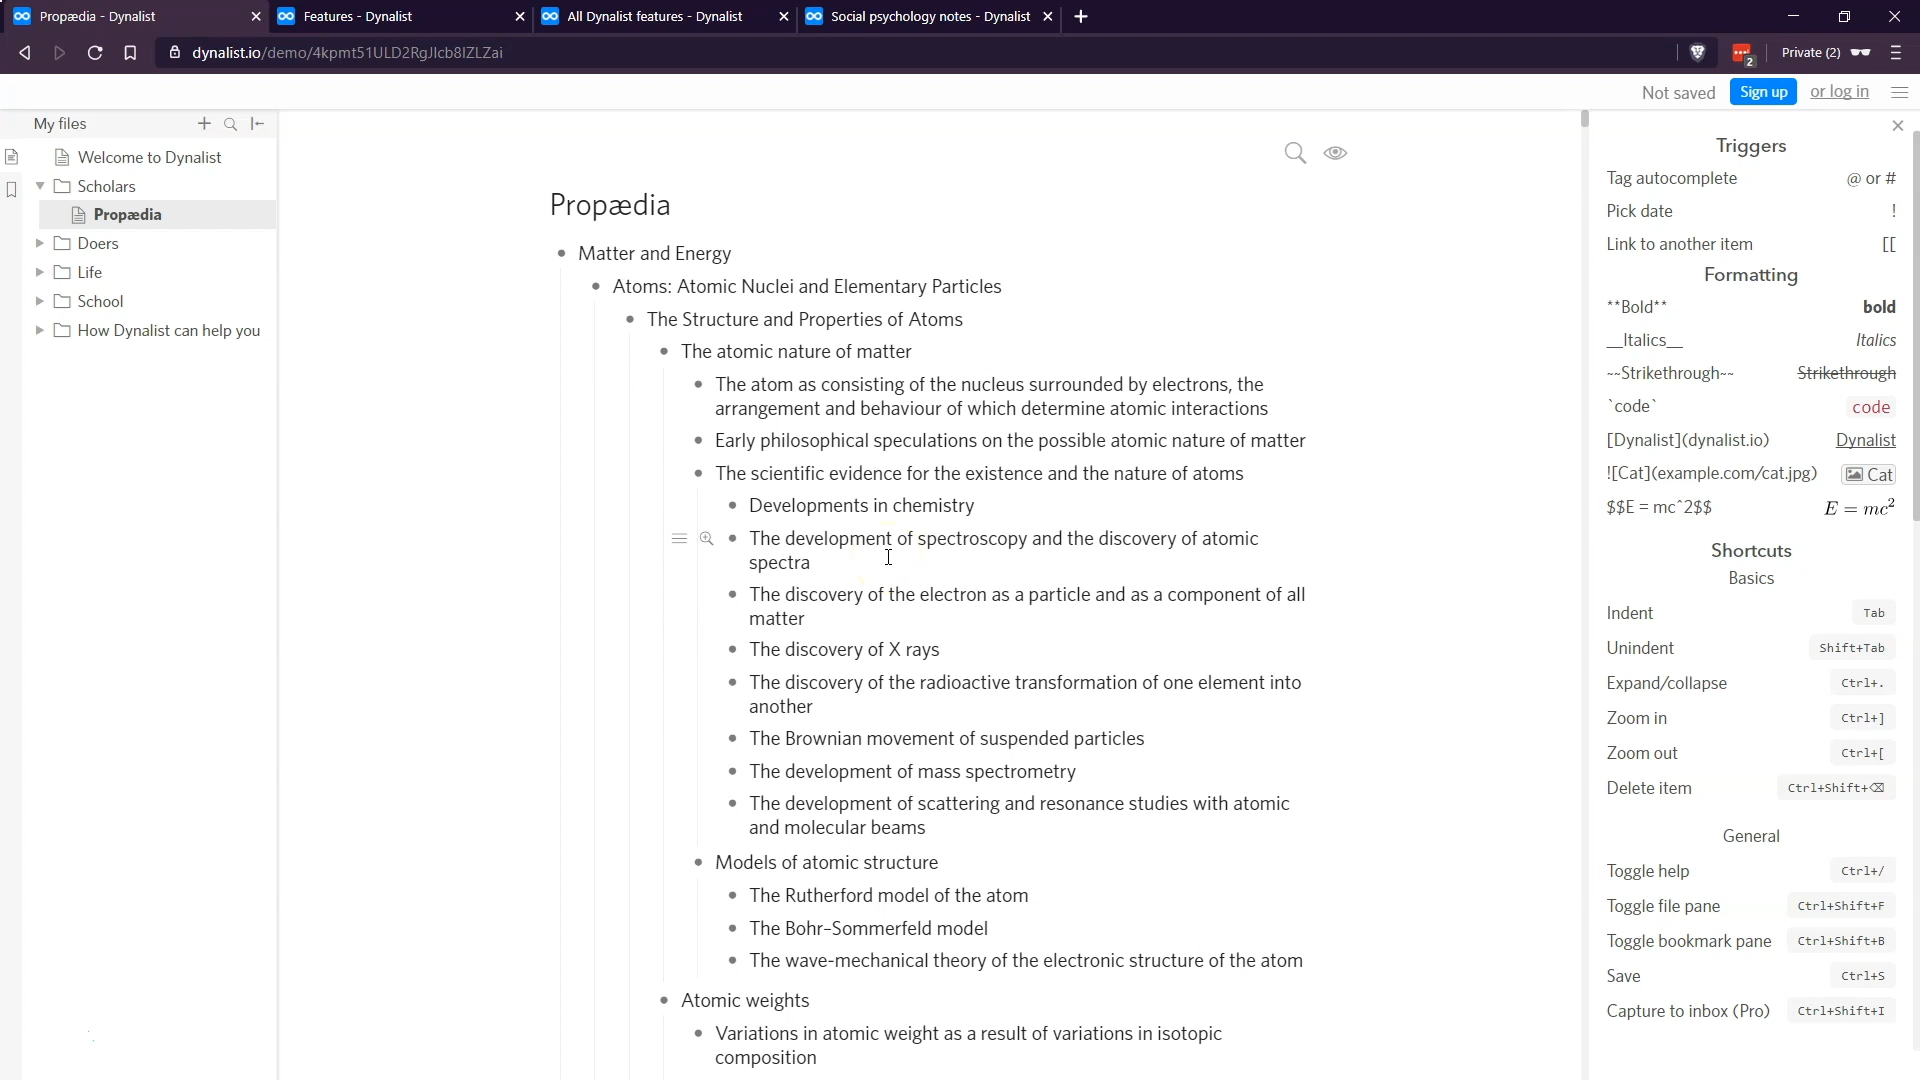 Propædia - Dynalist
Features - Dynalist
All Dynalist features - Dynalist
Social psychology notes - Dynalist
dynalist.io/demo/4kpmt51ULD2RgJlcb8IZLZai
2
Private (2)
Not saved
Sign up
or log in
My files
Welcome to Dynalist
Scholars
Propædia
Doers
Life
School
How Dynalist can help you
Propædia
Matter and Energy
Atoms: Atomic Nuclei and Elementary Particles
The Structure and Properties of Atoms
The atomic nature of matter
The atom as consisting of the nucleus surrounded by electrons, the
arrangement and behaviour of which determine atomic interactions
Early philosophical speculations on the possible atomic nature of matter
The scientific evidence for the existence and the nature of atoms
Developments in chemistry
The development of spectroscopy and the discovery of atomic
spectra
The discovery of the electron as a particle and as a component of all
matter
The discovery of X rays
The discovery of the radioactive transformation of one element into
another
The Brownian movement of suspended particles
The development of mass spectrometry
The development of scattering and resonance studies with atomic
and molecular beams
Models of atomic structure
The Rutherford model of the atom
The Bohr–Sommerfeld model
The wave-mechanical theory of the electronic structure of the atom
Atomic weights
Variations in atomic weight as a result of variations in isotopic
composition
Triggers
Tag autocomplete @ or #
Pick date !
Link to another item [[
Formatting
**Bold** bold
__Italics__ Italics
~~Strikethrough~~ Strikethrough
`code` code
[Dynalist](dynalist.io) Dynalist
![Cat](example.com/cat.jpg) Cat
$$E = mc^2$$ E = mc²
Shortcuts
Basics
Indent Tab
Unindent Shift+Tab
Expand/collapse Ctrl+.
Zoom in Ctrl+]
Zoom out Ctrl+[
Delete item Ctrl+Shift+⌫
General
Toggle help Ctrl+/
Toggle file pane Ctrl+Shift+F
Toggle bookmark pane Ctrl+Shift+B
Save Ctrl+S
Capture to inbox (Pro) Ctrl+Shift+I